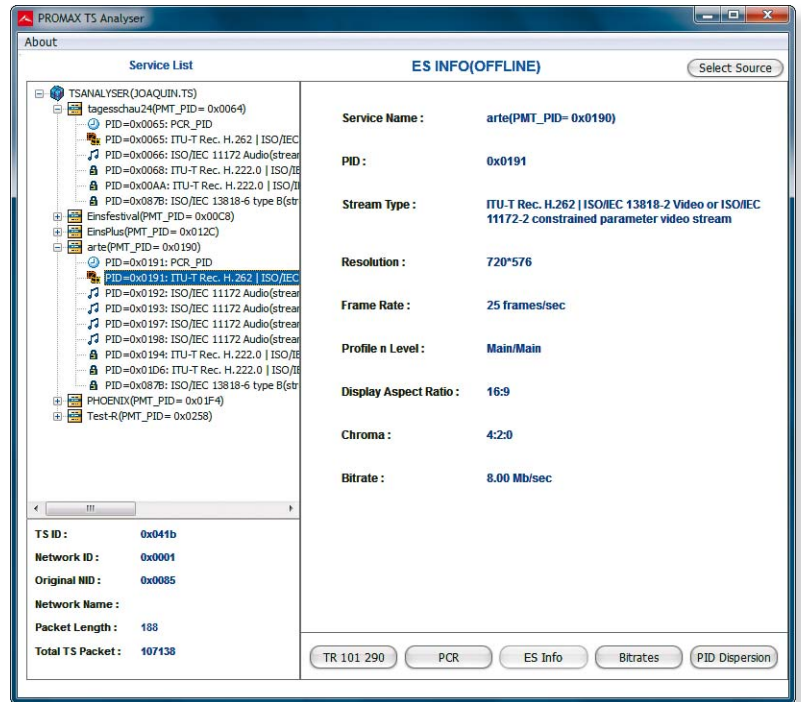 PROMAX TS Analyser
About
Service List
ES INFO(OFFLINE)
Select Source
TSANALYSER(JOAQUIN.TS)
tagesschau24(PMT_PID= 0x0064)
PID=0x0065: PCR_PID
PID=0x0065: ITU-T Rec. H.262 | ISO/IEC
PID=0x0066: ISO/IEC 11172 Audio(strear
PID=0x0068: ITU-T Rec. H.222.0 | ISO/IE
PID=0x00AA: ITU-T Rec. H.222.0 | ISO/I
PID=0x087B: ISO/IEC 13818-6 type B(str
Einsfestival(PMT_PID= 0x00C8)
EinsPlus(PMT_PID= 0x012C)
arte(PMT_PID= 0x0190)
PID=0x0191: PCR_PID
PID=0x0191: ITU-T Rec. H.262 | ISO/IEC
PID=0x0192: ISO/IEC 11172 Audio(strear
PID=0x0193: ISO/IEC 11172 Audio(strear
PID=0x0197: ISO/IEC 11172 Audio(strear
PID=0x0198: ISO/IEC 11172 Audio(strear
PID=0x0194: ITU-T Rec. H.222.0 | ISO/IE
PID=0x01D6: ITU-T Rec. H.222.0 | ISO/IE
PID=0x087B: ISO/IEC 13818-6 type B(str
PHOENIX(PMT_PID= 0x01F4)
Test-R(PMT_PID= 0x0258)
TS ID : 0x041b
Network ID : 0x0001
Original NID : 0x0085
Network Name :
Packet Length : 188
Total TS Packet : 107138
Service Name : arte(PMT_PID= 0x0190)
PID : 0x0191
Stream Type : ITU-T Rec. H.262 | ISO/IEC 13818-2 Video or ISO/IEC
11172-2 constrained parameter video stream
Resolution : 720*576
Frame Rate : 25 frames/sec
Profile n Level : Main/Main
Display Aspect Ratio : 16:9
Chroma : 4:2:0
Bitrate : 8.00 Mb/sec
TR 101 290 PCR ES Info Bitrates PID Dispersion